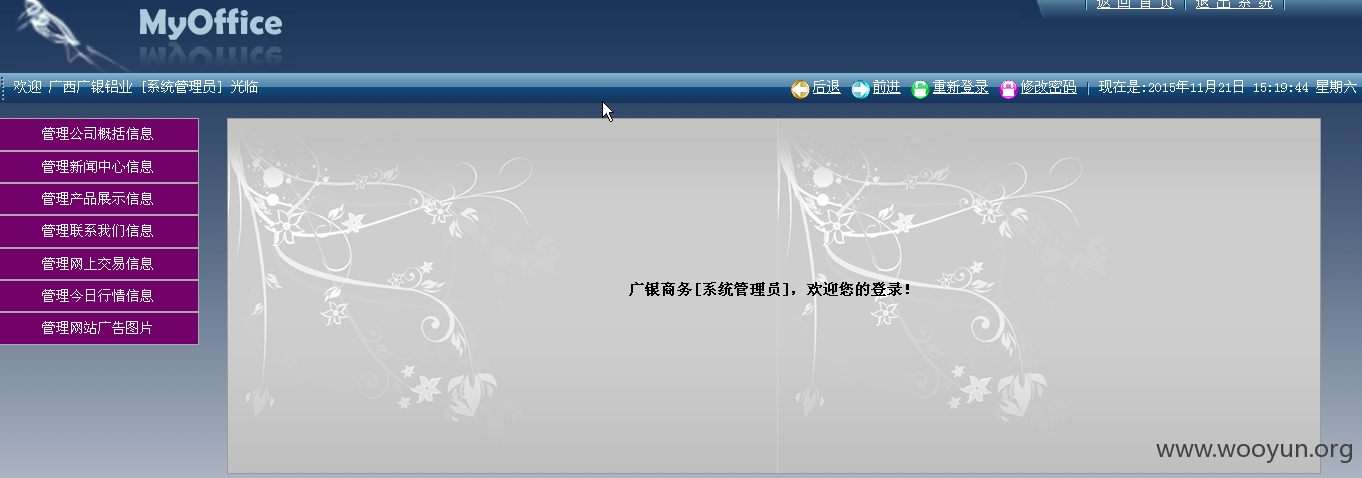 返回首页 退出系统
MyOffice
欢迎 广西广银铝业 [系统管理员] 光临
后退 前进 重新登录 修改密码 现在是:2015年11月21日 15:19:44 星期六
管理公司概括信息
管理新闻中心信息
管理产品展示信息
管理联系我们信息
管理网上交易信息
管理今日行情信息
管理网站广告图片
广银商务[系统管理员]，欢迎您的登录！
www.wooyun.org